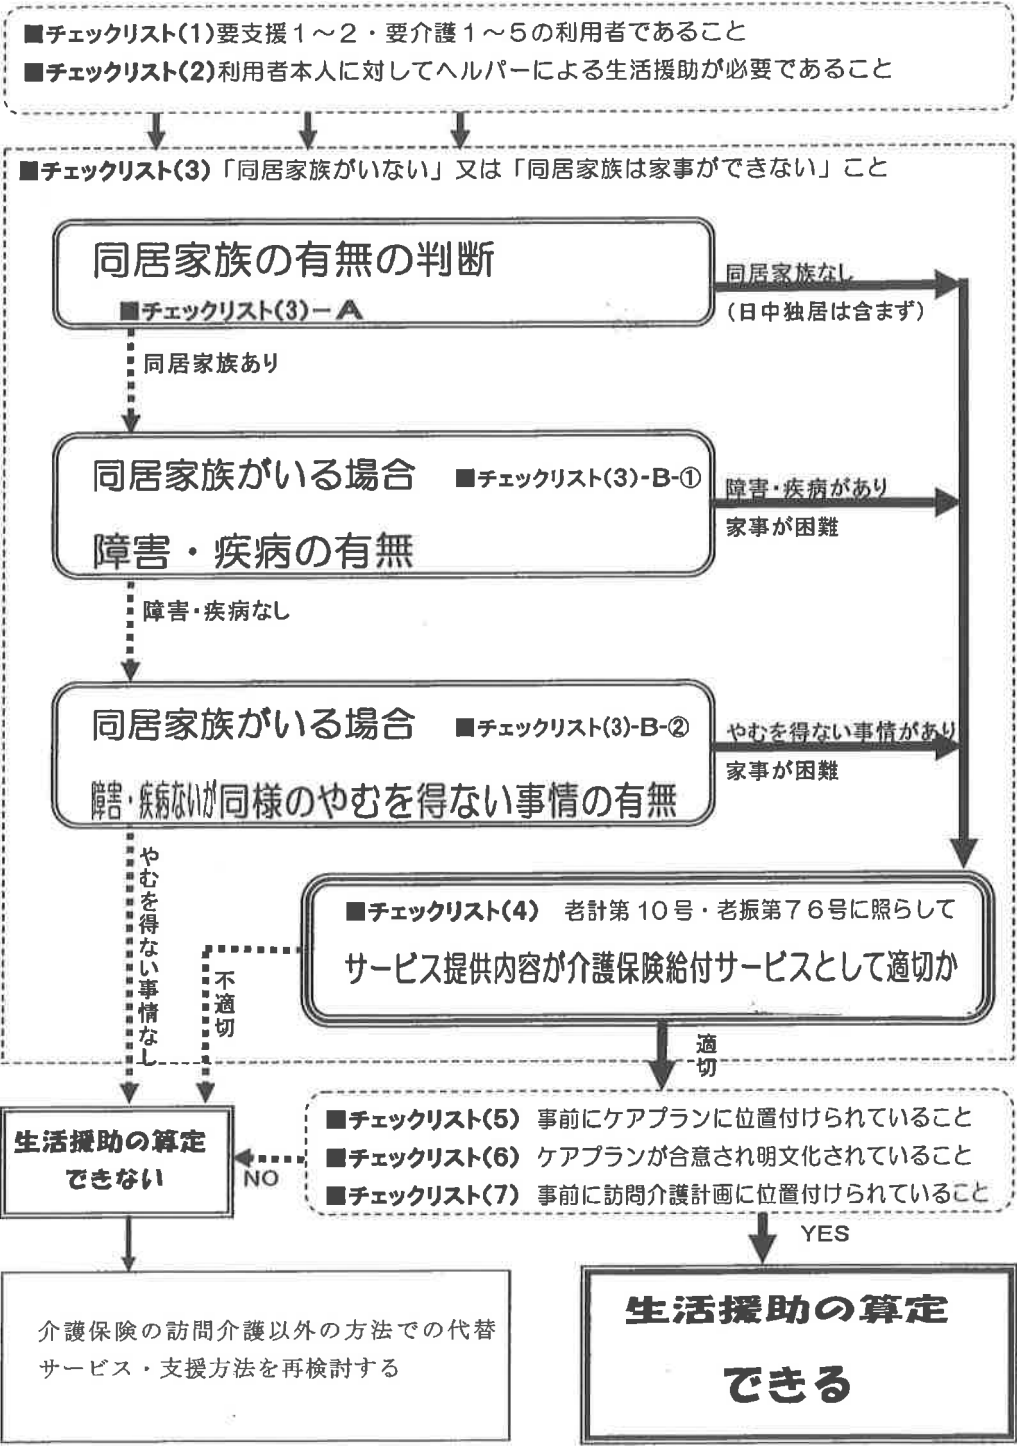 ■チェックリスト(1)要支援1~2・要介護1~5の利用者であること
■チェックリスト(2)利用者本人に対してヘルパーによる生活援助が必要であること
■チェックリスト(3)「同居家族がいない」又は「同居家族は家事ができない」こと
同居家族の有無の判断
■チェックリスト(3)-A
同居家族なし
(日中独居は含まず)
同居家族あり
同居家族がいる場合 ■チェックリスト(3)-B-①
障害・疾病の有無
障害・疾病があり
家事が困難
障害・疾病なし
同居家族がいる場合 ■チェックリスト(3)-B-②
障害・疾病ないが同様のやむを得ない事情の有無
やむを得ない事情があり
家事が困難
やむを得ない事情なし
■チェックリスト(4) 老計第10号・老振第76号に照らして
サービス提供内容が介護保険給付サービスとして適切か
不適切
適切
■チェックリスト(5) 事前にケアプランに位置付けられていること
■チェックリスト(6) ケアプランが合意され明文化されていること
■チェックリスト(7) 事前に訪問介護計画に位置付けられていること
NO
生活援助の算定
できない
YES
介護保険の訪問介護以外の方法での代替
サービス・支援方法を再検討する
生活援助の算定
できる